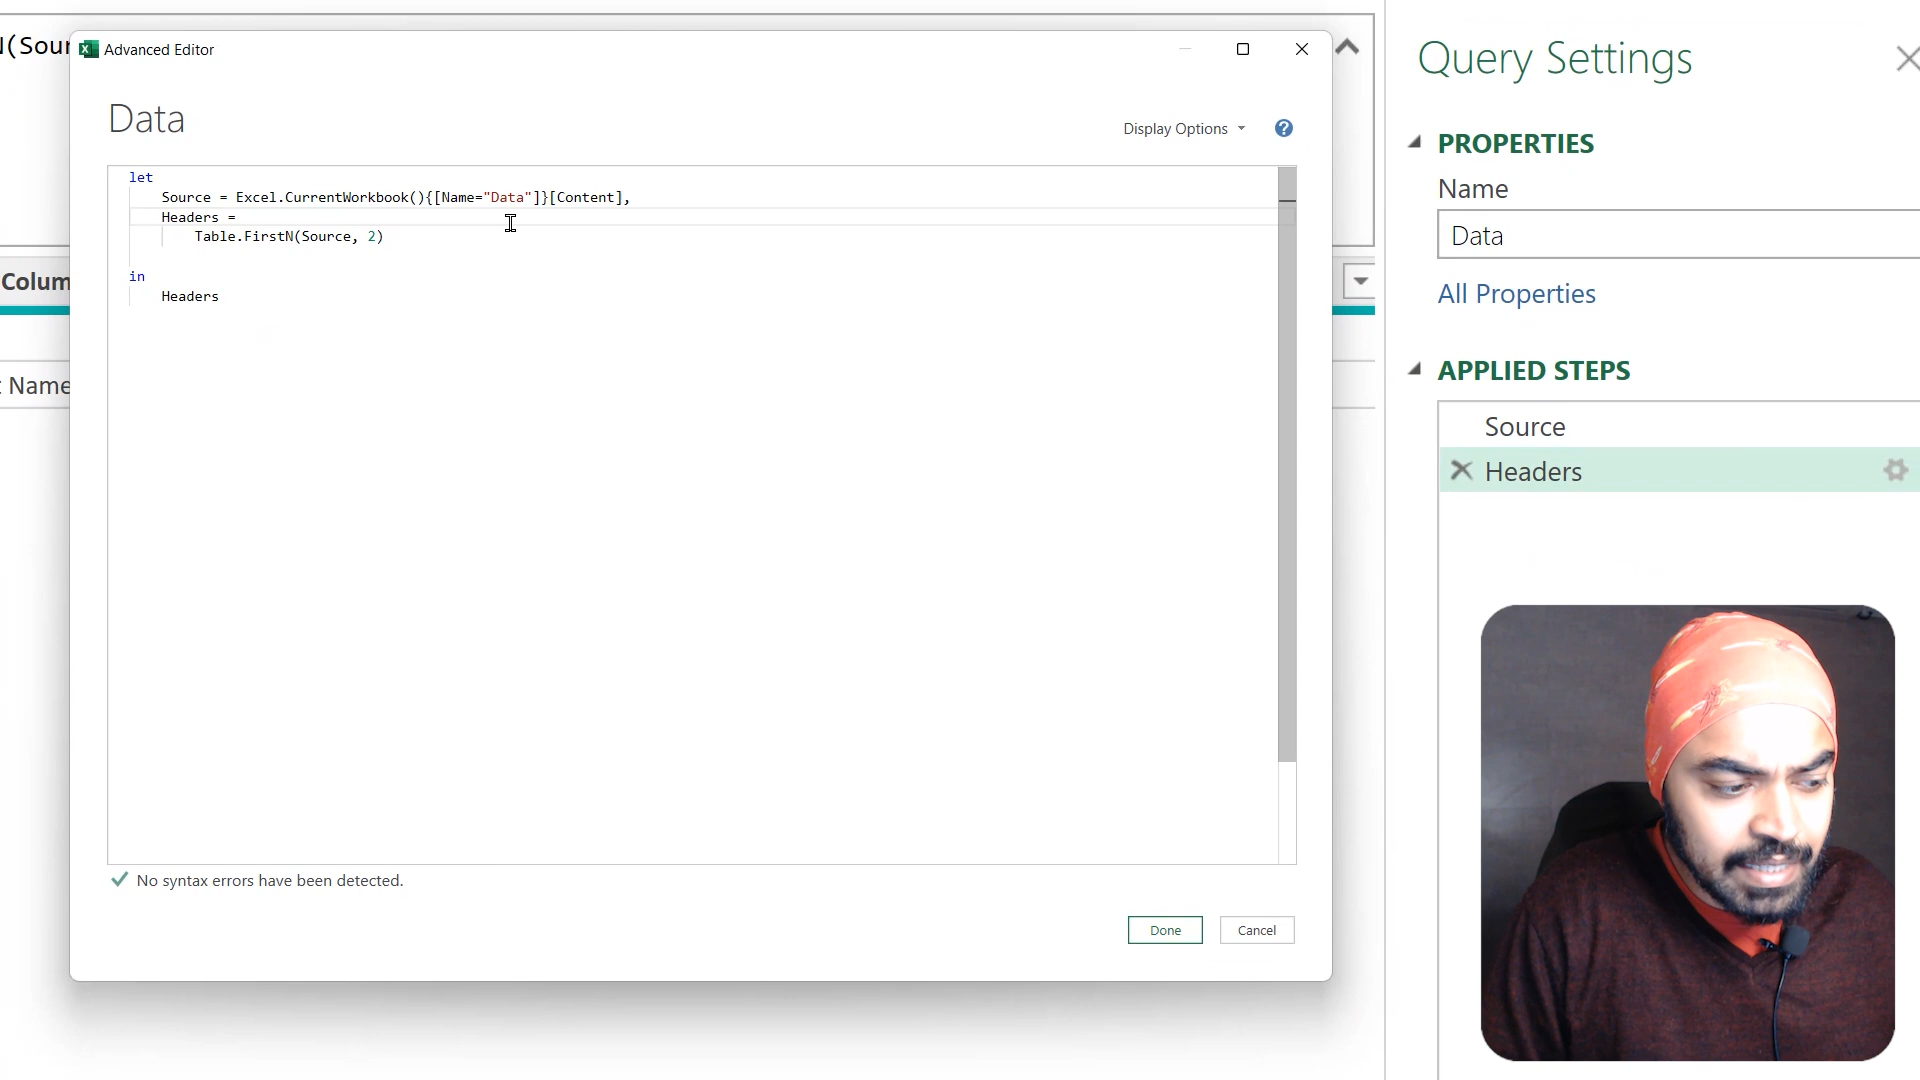 N(Sour
Advanced Editor
Query Settings
Data
Display Options
?
PROPERTIES
Name
Data
All Properties
let
Source = Excel.CurrentWorkbook(){[Name="Data"]}[Content],
Headers =
Table.FirstN(Source, 2)
in
Headers
Colum
t Name
APPLIED STEPS
Source
Headers
No syntax errors have been detected.
Done
Cancel